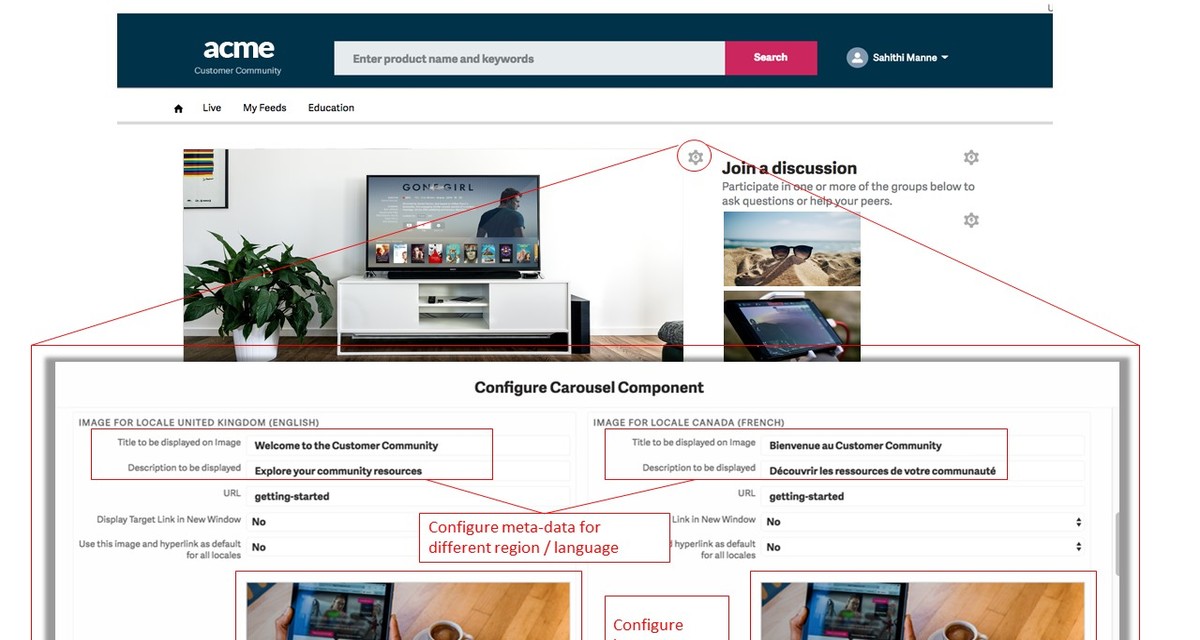 acme
Customer Community
Enter product name and keywords
Search
Sahithi Manne
Live
My Feeds
Education
GONE GIRL
Join a discussion
Participate in one or more of the groups below to
ask questions or help your peers.
Configure Carousel Component
IMAGE FOR LOCALE UNITED KINGDOM (ENGLISH)
Title to be displayed on Image
Welcome to the Customer Community
Description to be displayed
Explore your community resources
URL
getting-started
Display Target Link in New Window
No
Use this image and hyperlink as default
for all locales
No
IMAGE FOR LOCALE CANADA (FRENCH)
Title to be displayed on Image
Bienvenue au Customer Community
Description to be displayed
Découvrir les ressources de votre communauté
URL
getting-started
Link in New Window
No
hyperlink as default
for all locales
No
Configure meta-data for
different region / language
Configure